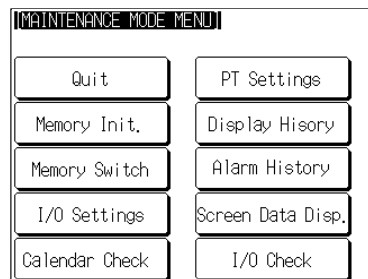 [MAINTENANCE MODE MENU]
Quit
PT Settings
Memory Init.
Display Hisory
Memory Switch
Alarm History
I/O Settings
Screen Data Disp.
Calendar Check
I/O Check